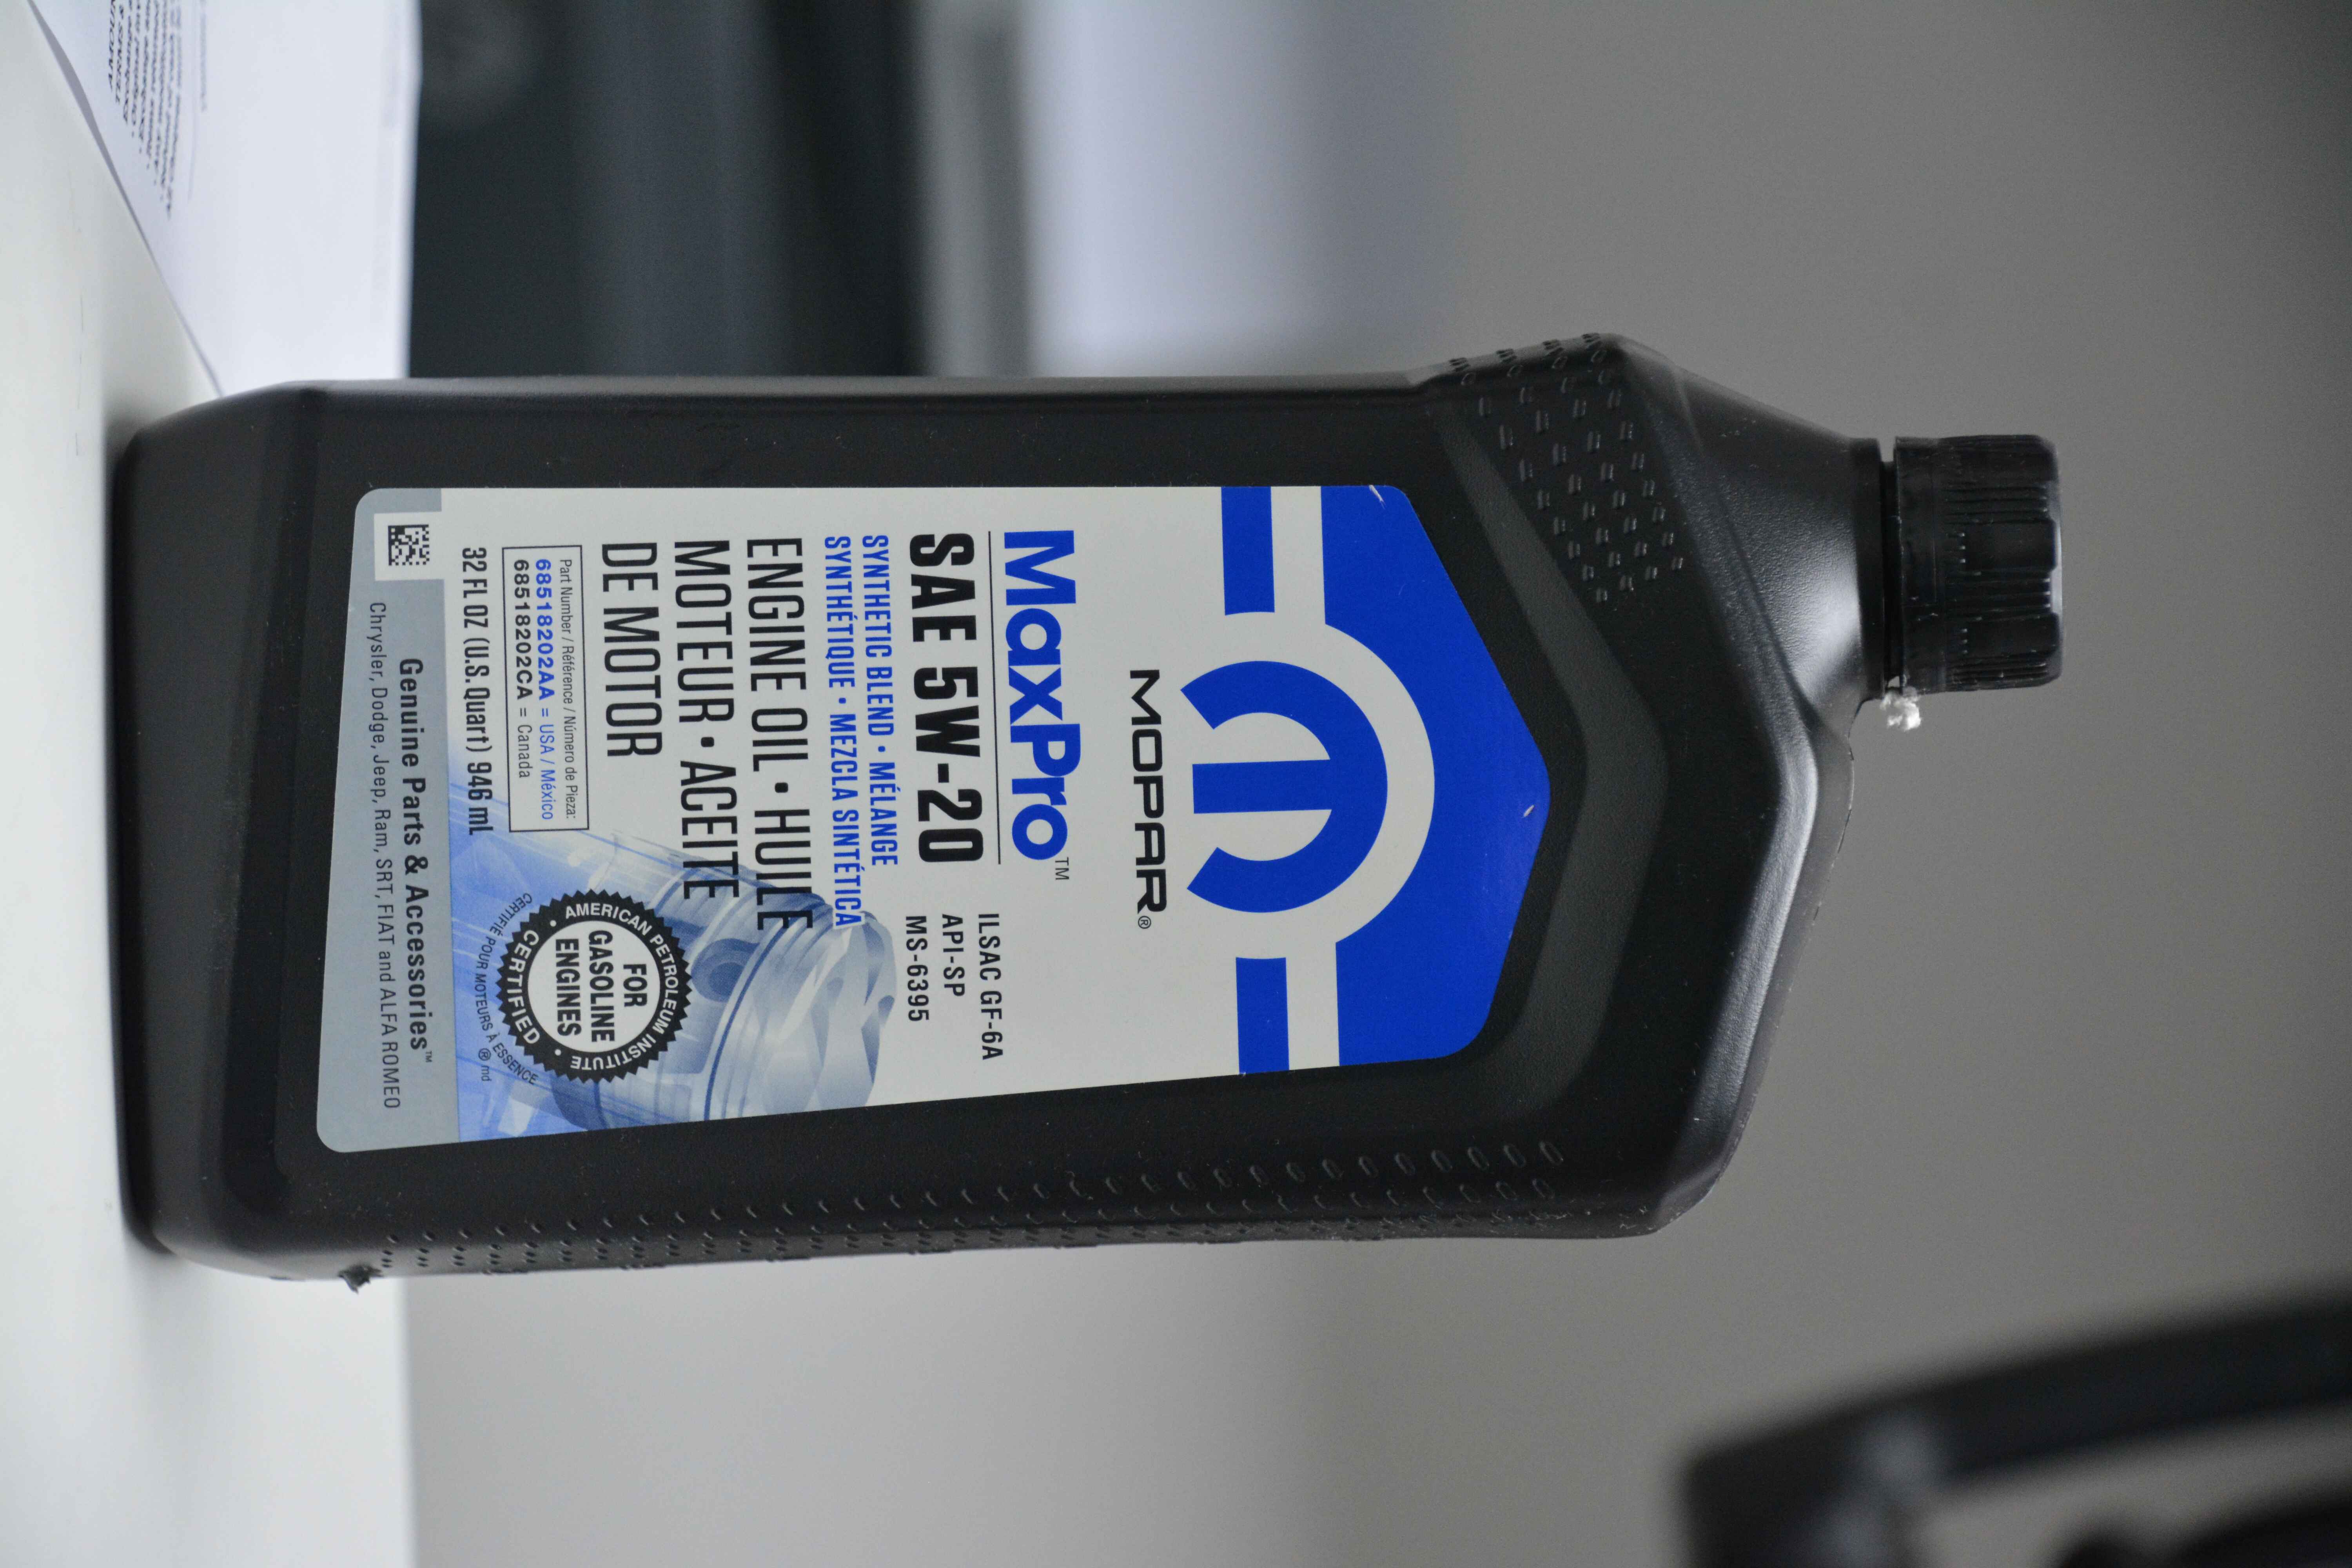 MOPAR®
MaxPro™
SAE 5W-20
ILSAC GF-6A
API-SP
MS-6395
SYNTHETIC BLEND • MÉLANGE
SYNTHÉTIQUE • MEZCLA SINTÉTICA
ENGINE OIL • HUILE
MOTEUR • ACEITE
DE MOTOR
AMERICAN PETROLEUM INSTITUTE
FOR
GASOLINE
ENGINES
• CERTIFIED •
CERTIFIÉ POUR MOTEURS À ESSENCE
® md
Part Number / Référence / Número de Pieza:
68518202AA = USA / México
68518202CA = Canada
32 FL OZ (U.S. Quart) 946 mL
Genuine Parts & Accessories™
Chrysler, Dodge, Jeep, Ram, SRT, FIAT and ALFA ROMEO
TERMS &